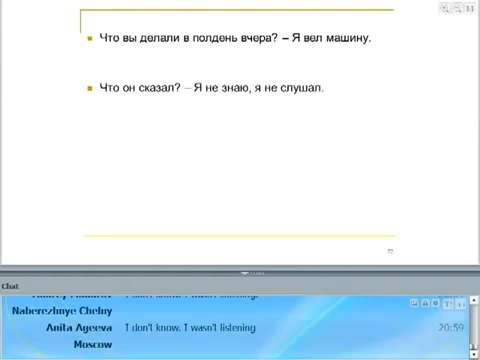 Что вы делали в полдень вчера? – Я вел машину.
Что он сказал? – Я не знаю, я не слушал.
Chat
Naberezhnye Chelny
Anita Ageeva I don't know. I wasn't listening 20:59
Moscow